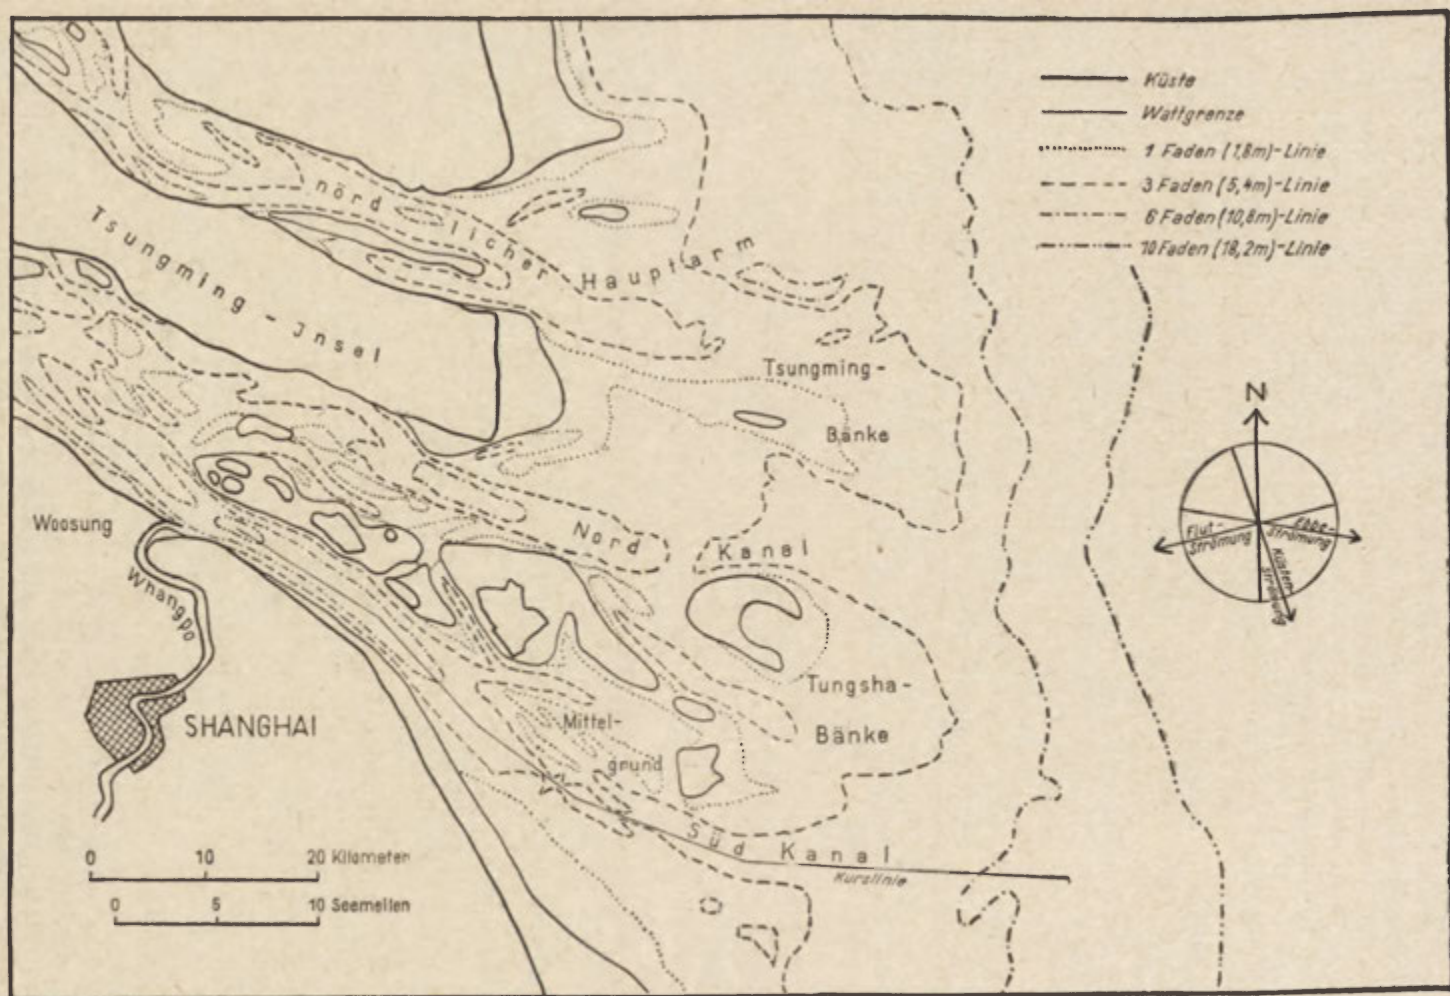 Küste
Wattgrenze
1 Faden (1,8m)-Linie
3 Faden (5,4m)-Linie
6 Faden (10,8m)-Linie
10 Faden (18,2m)-Linie
nördlicher Hauptarm
Tsungming-Jnsel
Tsungming-
Bänke
N
Flut-
Strömung
Ebbe-
Strömung
Küsten-
strömung
Woosung
Whangpo
Nord Kanal
SHANGHAI
Tungsha-
Bänke
Mittel-
grund
Süd Kanal
Kurslinie
0 10 20 Kilometer
0 5 10 Seemeilen